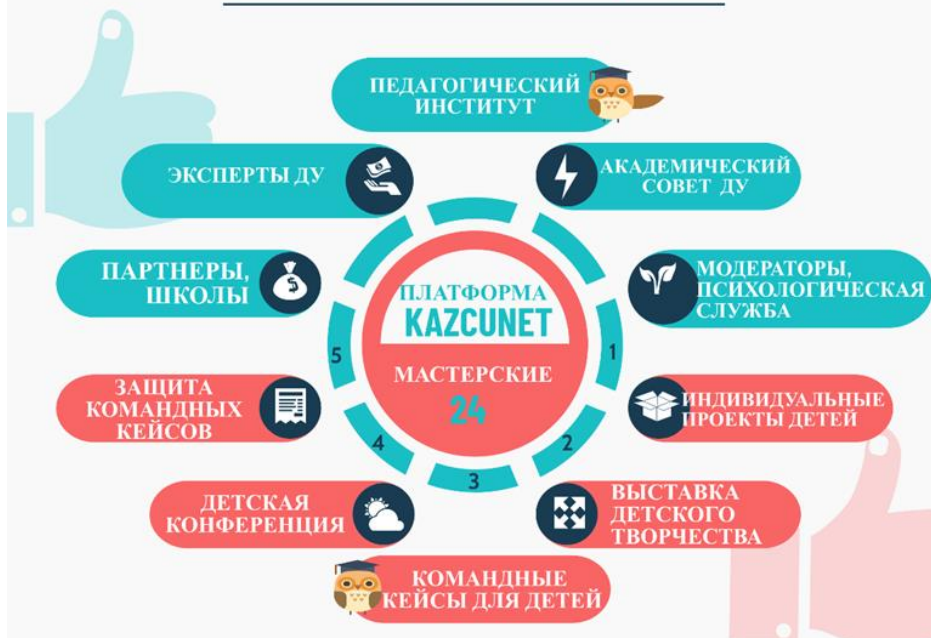 ПЕДАГОГИЧЕСКИЙ
ИНСТИТУТ
ЭКСПЕРТЫ ДУ
АКАДЕМИЧЕСКИЙ
СОВЕТ ДУ
ПАРТНЕРЫ,
ШКОЛЫ
МОДЕРАТОРЫ,
ПСИХОЛОГИЧЕСКАЯ
СЛУЖБА
ПЛАТФОРМА
KAZCUNET
МАСТЕРСКИЕ
24
5
1
4
2
3
ЗАЩИТА
КОМАНДНЫХ
КЕЙСОВ
ИНДИВИДУАЛЬНЫЕ
ПРОЕКТЫ ДЕТЕЙ
ДЕТСКАЯ
КОНФЕРЕНЦИЯ
ВЫСТАВКА
ДЕТСКОГО
ТВОРЧЕСТВА
КОМАНДНЫЕ
КЕЙСЫ ДЛЯ ДЕТЕЙ